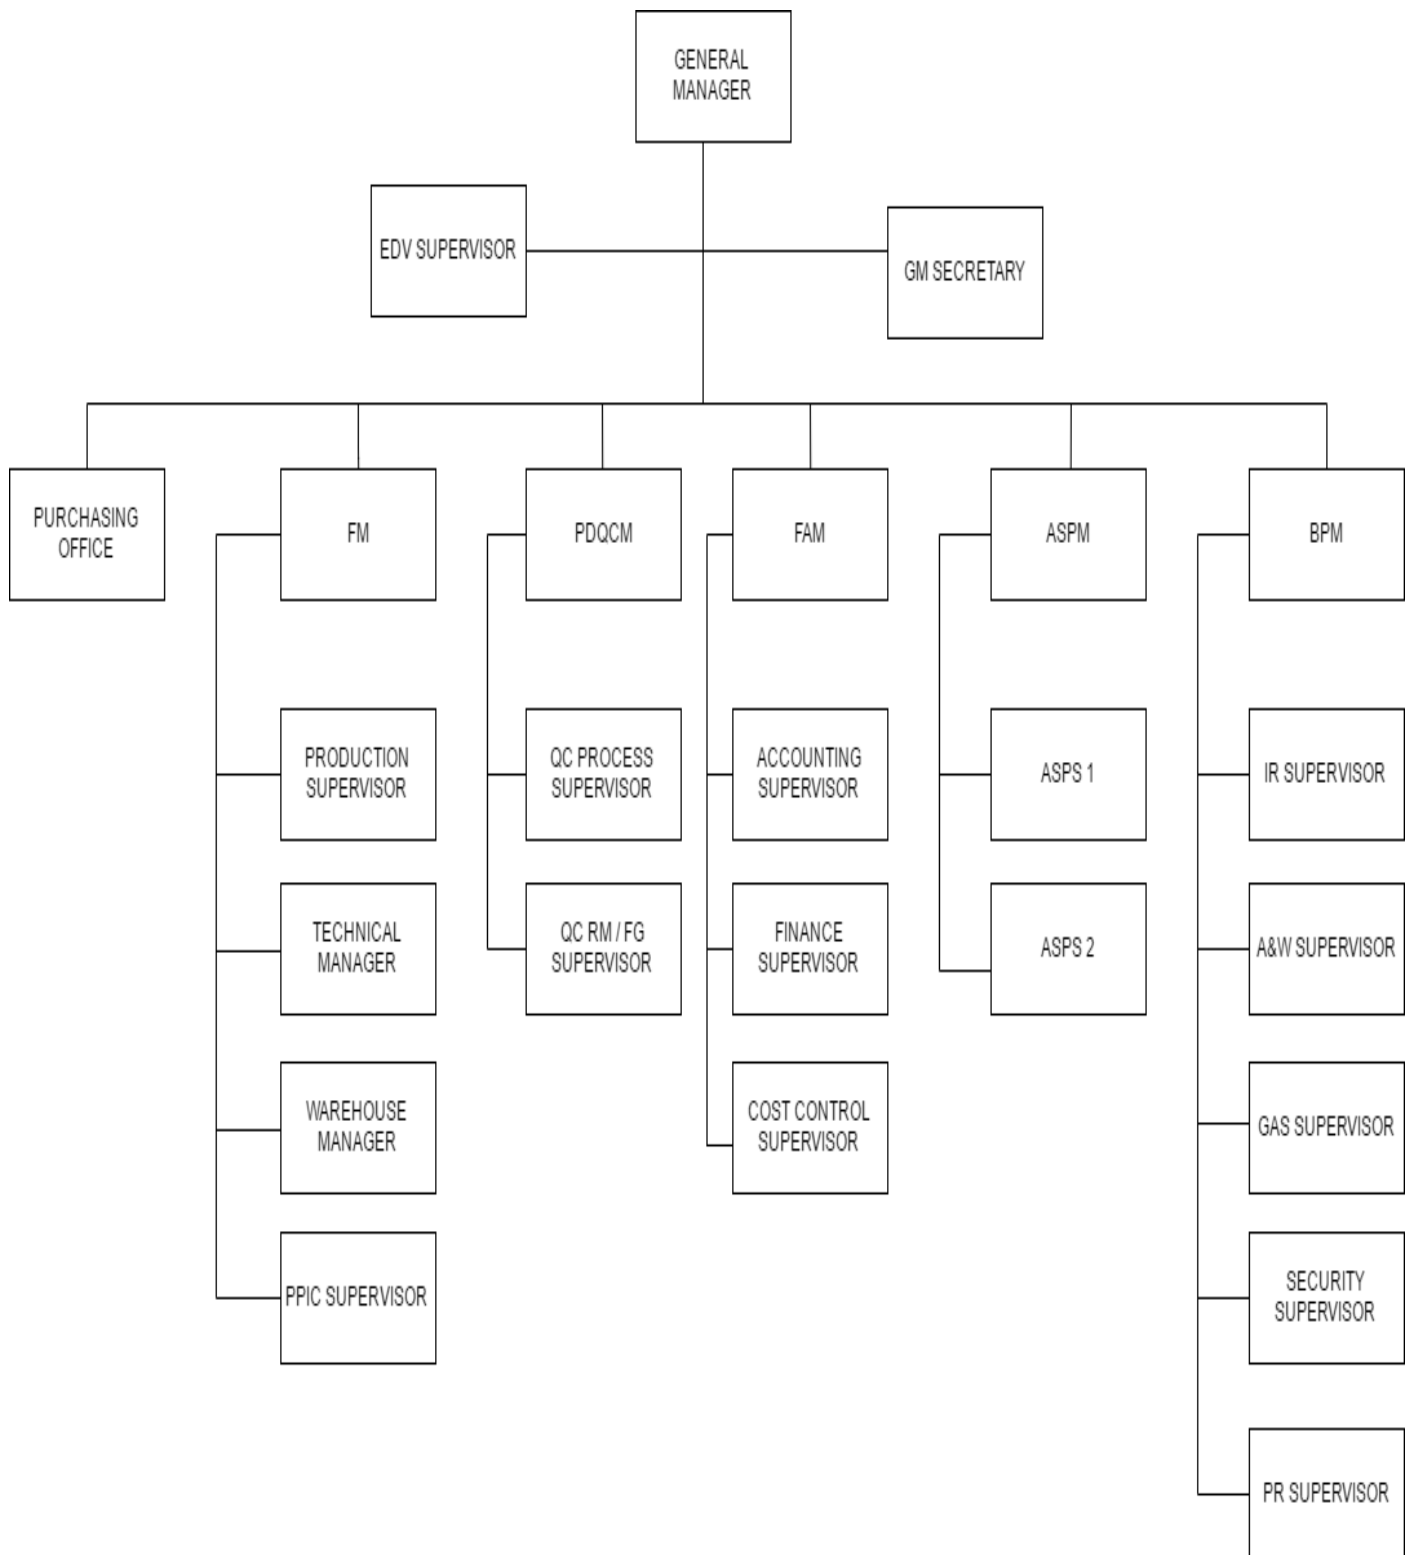 GENERAL
MANAGER
EDV SUPERVISOR
GM SECRETARY
PURCHASING
OFFICE
FM
PDQCM
FAM
ASPM
BPM
PRODUCTION
SUPERVISOR
QC PROCESS
SUPERVISOR
ACCOUNTING
SUPERVISOR
ASPS 1
IR SUPERVISOR
TECHNICAL
MANAGER
QC RM / FG
SUPERVISOR
FINANCE
SUPERVISOR
ASPS 2
A&W SUPERVISOR
WAREHOUSE
MANAGER
COST CONTROL
SUPERVISOR
GAS SUPERVISOR
PPIC SUPERVISOR
SECURITY
SUPERVISOR
PR SUPERVISOR